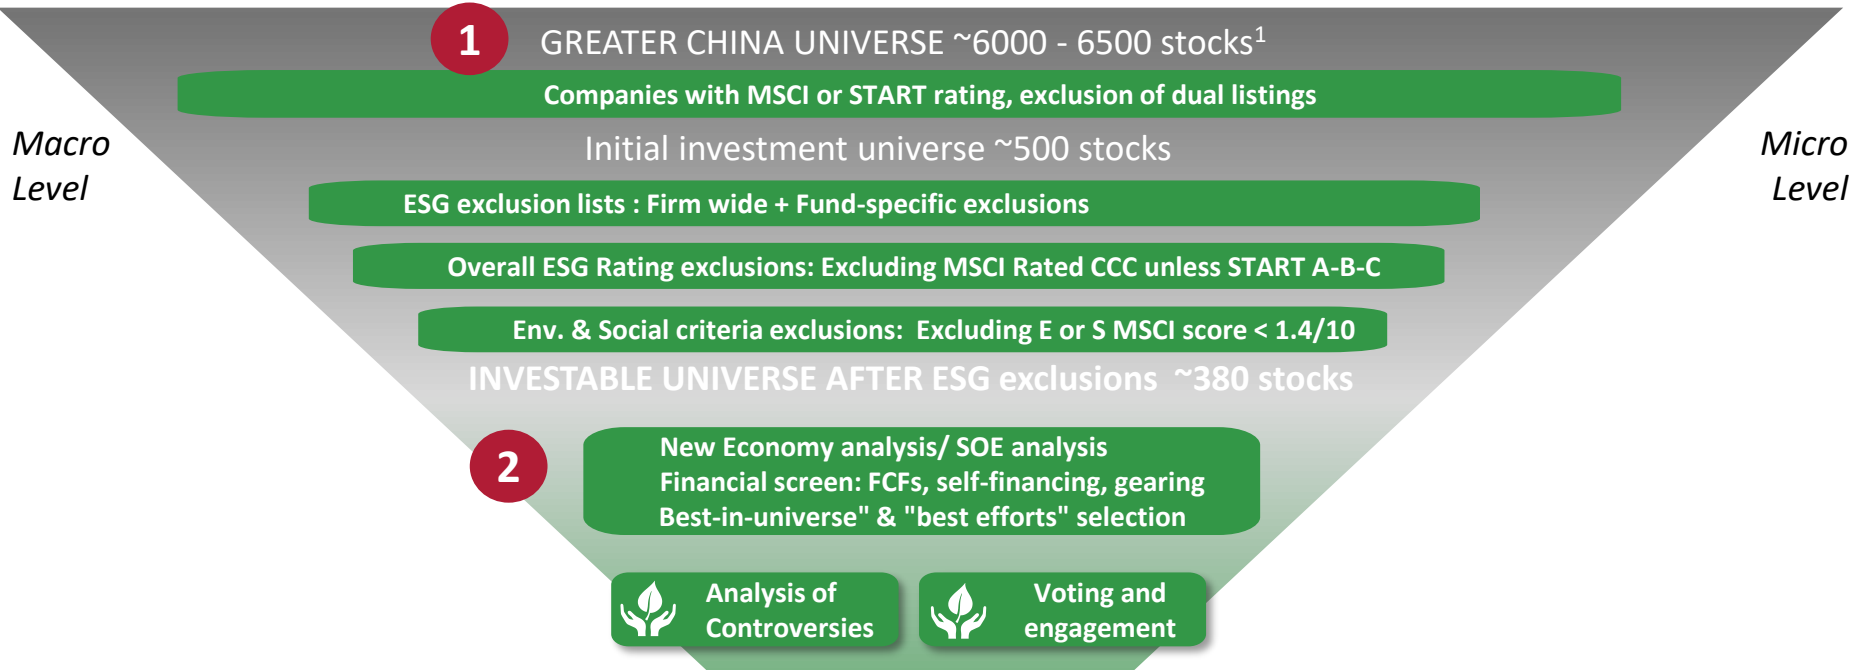 1
GREATER CHINA UNIVERSE ~6000 - 6500 stocks¹
Companies with MSCI or START rating, exclusion of dual listings
Macro
Level
Initial investment universe ~500 stocks
Micro
Level
ESG exclusion lists : Firm wide + Fund-specific exclusions
Overall ESG Rating exclusions: Excluding MSCI Rated CCC unless START A-B-C
Env. & Social criteria exclusions: Excluding E or S MSCI score < 1.4/10
INVESTABLE UNIVERSE AFTER ESG exclusions ~380 stocks
2
New Economy analysis/ SOE analysis
Financial screen: FCFs, self-financing, gearing
Best-in-universe" & "best efforts" selection
Analysis of
Controversies
Voting and
engagement